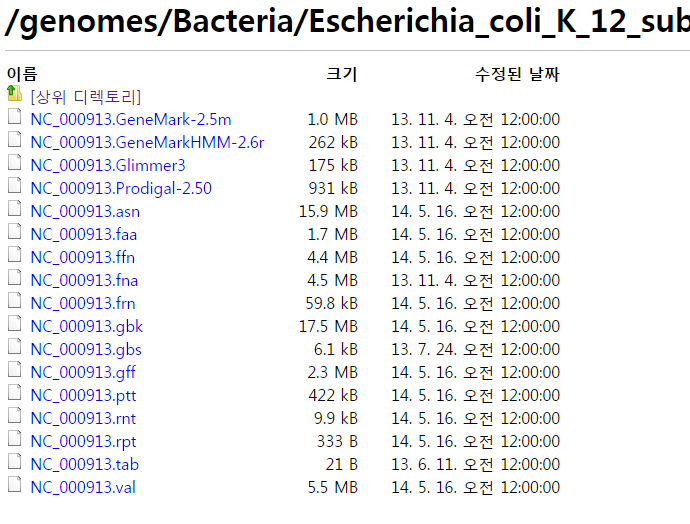 /genomes/Bacteria/Escherichia_coli_K_12_sub
이름 크기 수정된 날짜
[상위 디렉토리]
NC_000913.GeneMark-2.5m 1.0 MB 13. 11. 4. 오전 12:00:00
NC_000913.GeneMarkHMM-2.6r 262 kB 13. 11. 4. 오전 12:00:00
NC_000913.Glimmer3 175 kB 13. 11. 4. 오전 12:00:00
NC_000913.Prodigal-2.50 931 kB 13. 11. 4. 오전 12:00:00
NC_000913.asn 15.9 MB 14. 5. 16. 오전 12:00:00
NC_000913.faa 1.7 MB 14. 5. 16. 오전 12:00:00
NC_000913.ffn 4.4 MB 14. 5. 16. 오전 12:00:00
NC_000913.fna 4.5 MB 13. 11. 4. 오전 12:00:00
NC_000913.frn 59.8 kB 14. 5. 16. 오전 12:00:00
NC_000913.gbk 17.5 MB 14. 5. 16. 오전 12:00:00
NC_000913.gbs 6.1 kB 13. 7. 24. 오전 12:00:00
NC_000913.gff 2.3 MB 14. 5. 16. 오전 12:00:00
NC_000913.ptt 422 kB 14. 5. 16. 오전 12:00:00
NC_000913.rnt 9.9 kB 14. 5. 16. 오전 12:00:00
NC_000913.rpt 333 B 14. 5. 16. 오전 12:00:00
NC_000913.tab 21 B 13. 6. 11. 오전 12:00:00
NC_000913.val 5.5 MB 14. 5. 16. 오전 12:00:00